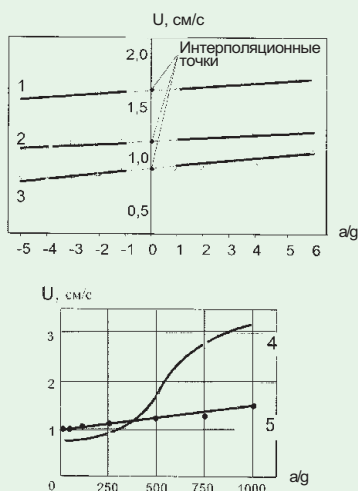 U, см/с
2,0
Интерполяционные
точки
1
1,5
2
1,0
3
0,5
-5 -4 -3 -2 -1 0 1 2 3 4 5 6 a/g
U, см/с
3
4
2
1
5
0
0 250 500 750 1000
a/g